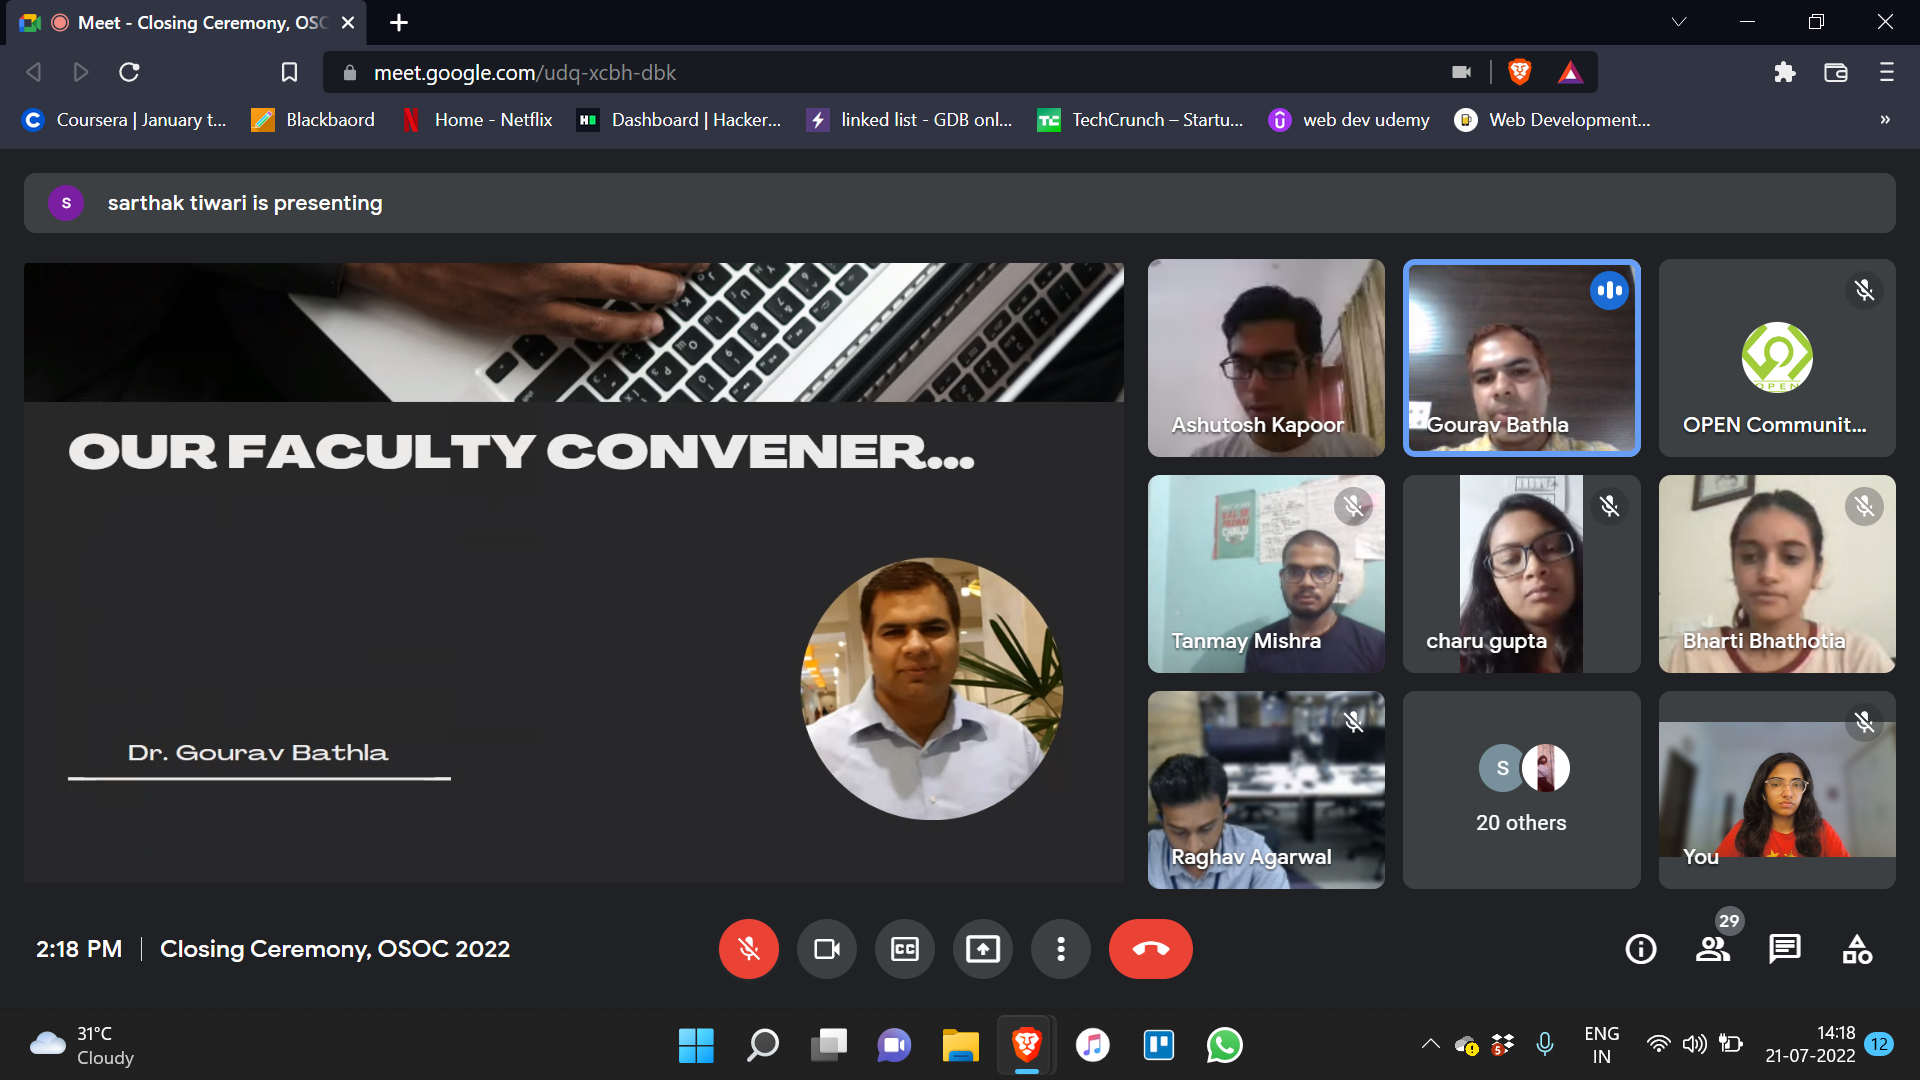 Meet - Closing Ceremony, OSC
meet.google.com/udq-xcbh-dbk
Coursera | January t...
Blackbaord
Home - Netflix
Dashboard | Hacker...
linked list - GDB onl...
TechCrunch – Startu...
web dev udemy
Web Development...
»
S
sarthak tiwari is presenting
OUR FACULTY CONVENER...
Dr. Gourav Bathla
Ashutosh Kapoor
Gourav Bathla
OPEN
OPEN Communit...
Tanmay Mishra
charu gupta
Bharti Bhathotia
Raghav Agarwal
S
20 others
You
2:18 PM
Closing Ceremony, OSOC 2022
CC
29
31°C
Cloudy
5
ENG
IN
14:18
21-07-2022
12